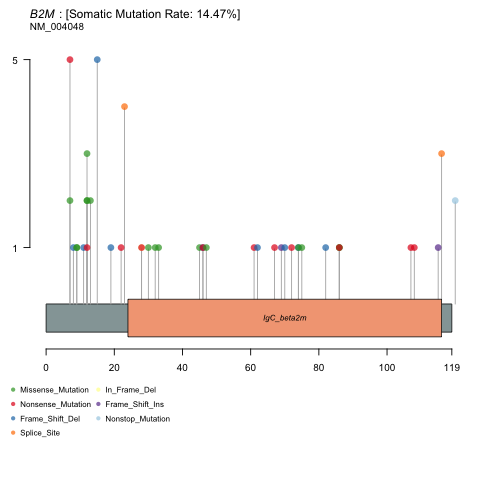 B2M : [Somatic Mutation Rate: 14.47%]
NM_004048
5
1
IgC_beta2m
0 20 40 60 80 100 119
Missense_Mutation In_Frame_Del
Nonsense_Mutation Frame_Shift_Ins
Frame_Shift_Del Nonstop_Mutation
Splice_Site